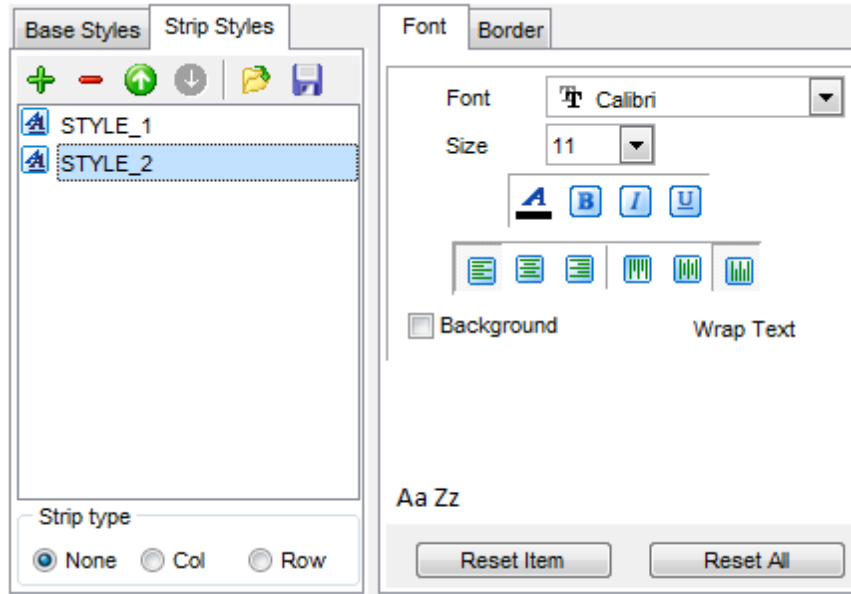 Base Styles Strip Styles
STYLE_1
STYLE_2
Strip type
None Col Row
Font Border
Font Calibri
Size 11
A B I U
Background Wrap Text
Aa Zz
Reset Item Reset All